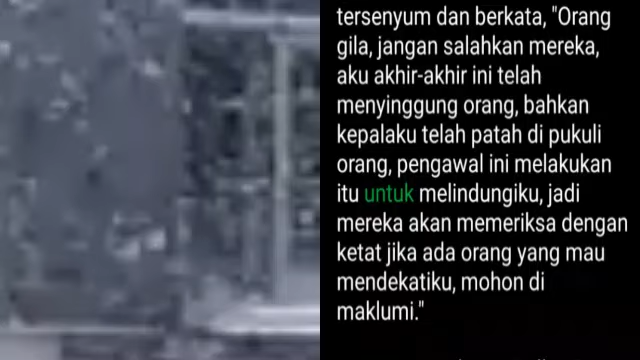 tersenyum dan berkata, "Orang
gila, jangan salahkan mereka,
aku akhir-akhir ini telah
menyinggung orang, bahkan
kepalaku telah patah di pukuli
orang, pengawal ini melakukan
itu untuk melindungiku, jadi
mereka akan memeriksa dengan
ketat jika ada orang yang mau
mendekatiku, mohon di
maklumi."